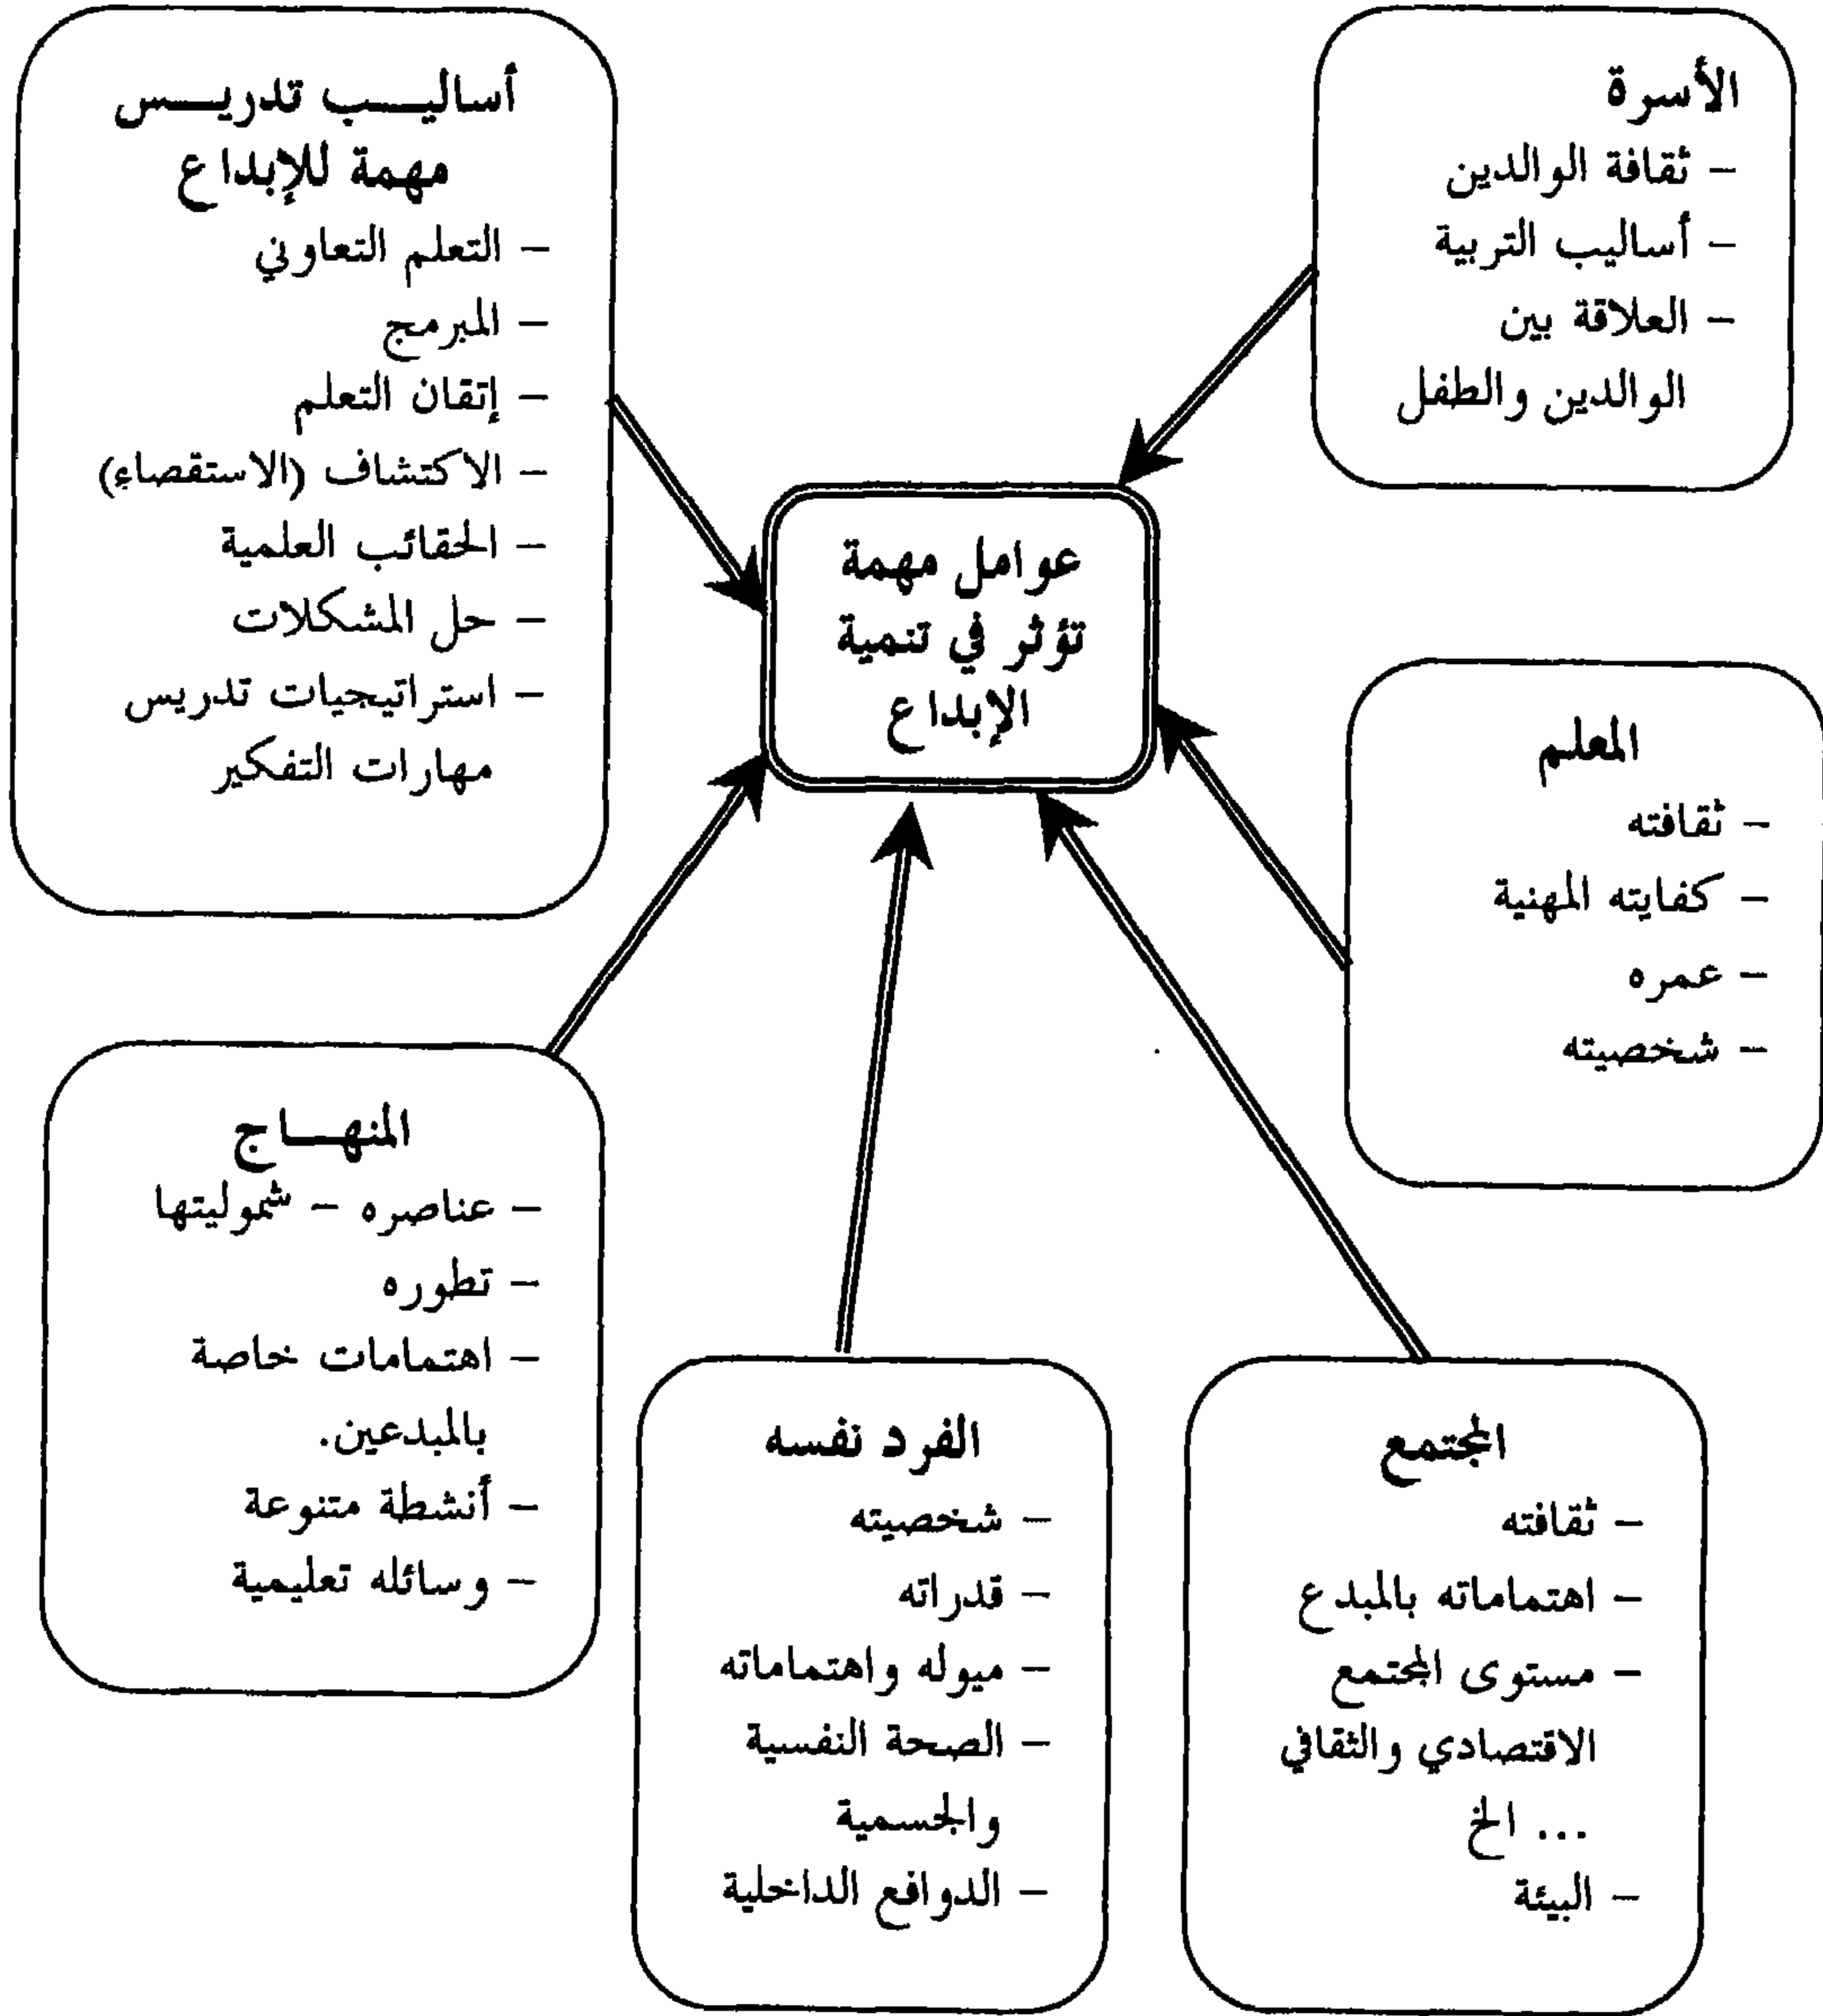 الأسرة
– ثقافة الوالدين
– أساليب التربية
– العلاقة بين
الوالدين والطفل
أساليب تدريس
مهمة للإبداع
– التعلم التعاوني
– المبرمج
– إتقان التعلم
– الاكتشاف (الاستقصاء)
– الحقائب العلمية
– حل المشكلات
– استراتيجيات تدريس
مهارات التفكير
عوامل مهمة
تؤثر في تنمية
الإبداع
المعلم
– ثقافته
– كفايته المهنية
– عمره
– شخصيته
المنهاج
– عناصره – شموليتها
– تطوره
– اهتمامات خاصة
بالمبدعين.
– أنشطة متنوعة
– وسائله تعليمية
المجتمع
– ثقافته
– اهتماماته بالمبدع
– مستوى المجتمع
الاقتصادي والثقافي
... الخ
– البيئة
الفرد نفسه
– شخصيته
– قدراته
– ميوله واهتماماته
– الصحة النفسية
والجسمية
– الدوافع الداخلية